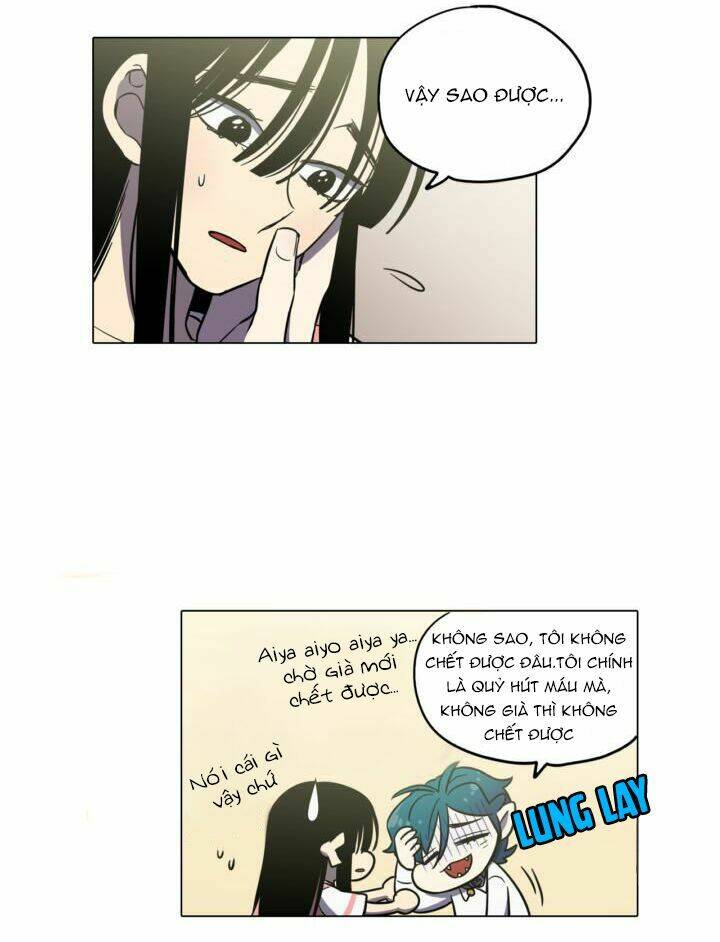 VẬY SAO ĐƯỢC...
Aiya aiyo aiya ya...
chờ già mới
chết được...
KHÔNG SAO, TÔI KHÔNG
CHẾT ĐƯỢC ĐÂU.TÔI CHÍNH
LÀ QUỶ HÚT MÁU MÀ,
KHÔNG GIÀ THÌ KHÔNG
CHẾT ĐƯỢC
Nói cái gì
vậy chứ
LUNG LAY